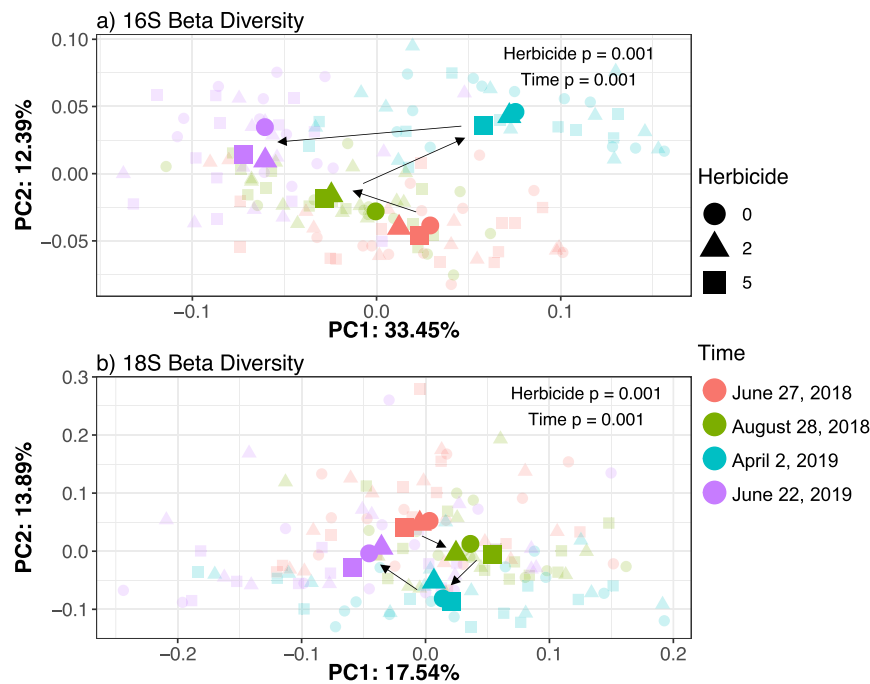 a) 16S Beta Diversity
Herbicide p = 0.001
Time p = 0.001
0.10
0.05
0.00
−0.05
PC2: 12.39%
−0.1
0.0
0.1
PC1: 33.45%
b) 18S Beta Diversity
Herbicide p = 0.001
Time p = 0.001
0.3
0.2
0.1
0.0
−0.1
PC2: 13.89%
−0.2
−0.1
0.0
0.1
0.2
PC1: 17.54%
Herbicide
0
2
5
Time
June 27, 2018
August 28, 2018
April 2, 2019
June 22, 2019